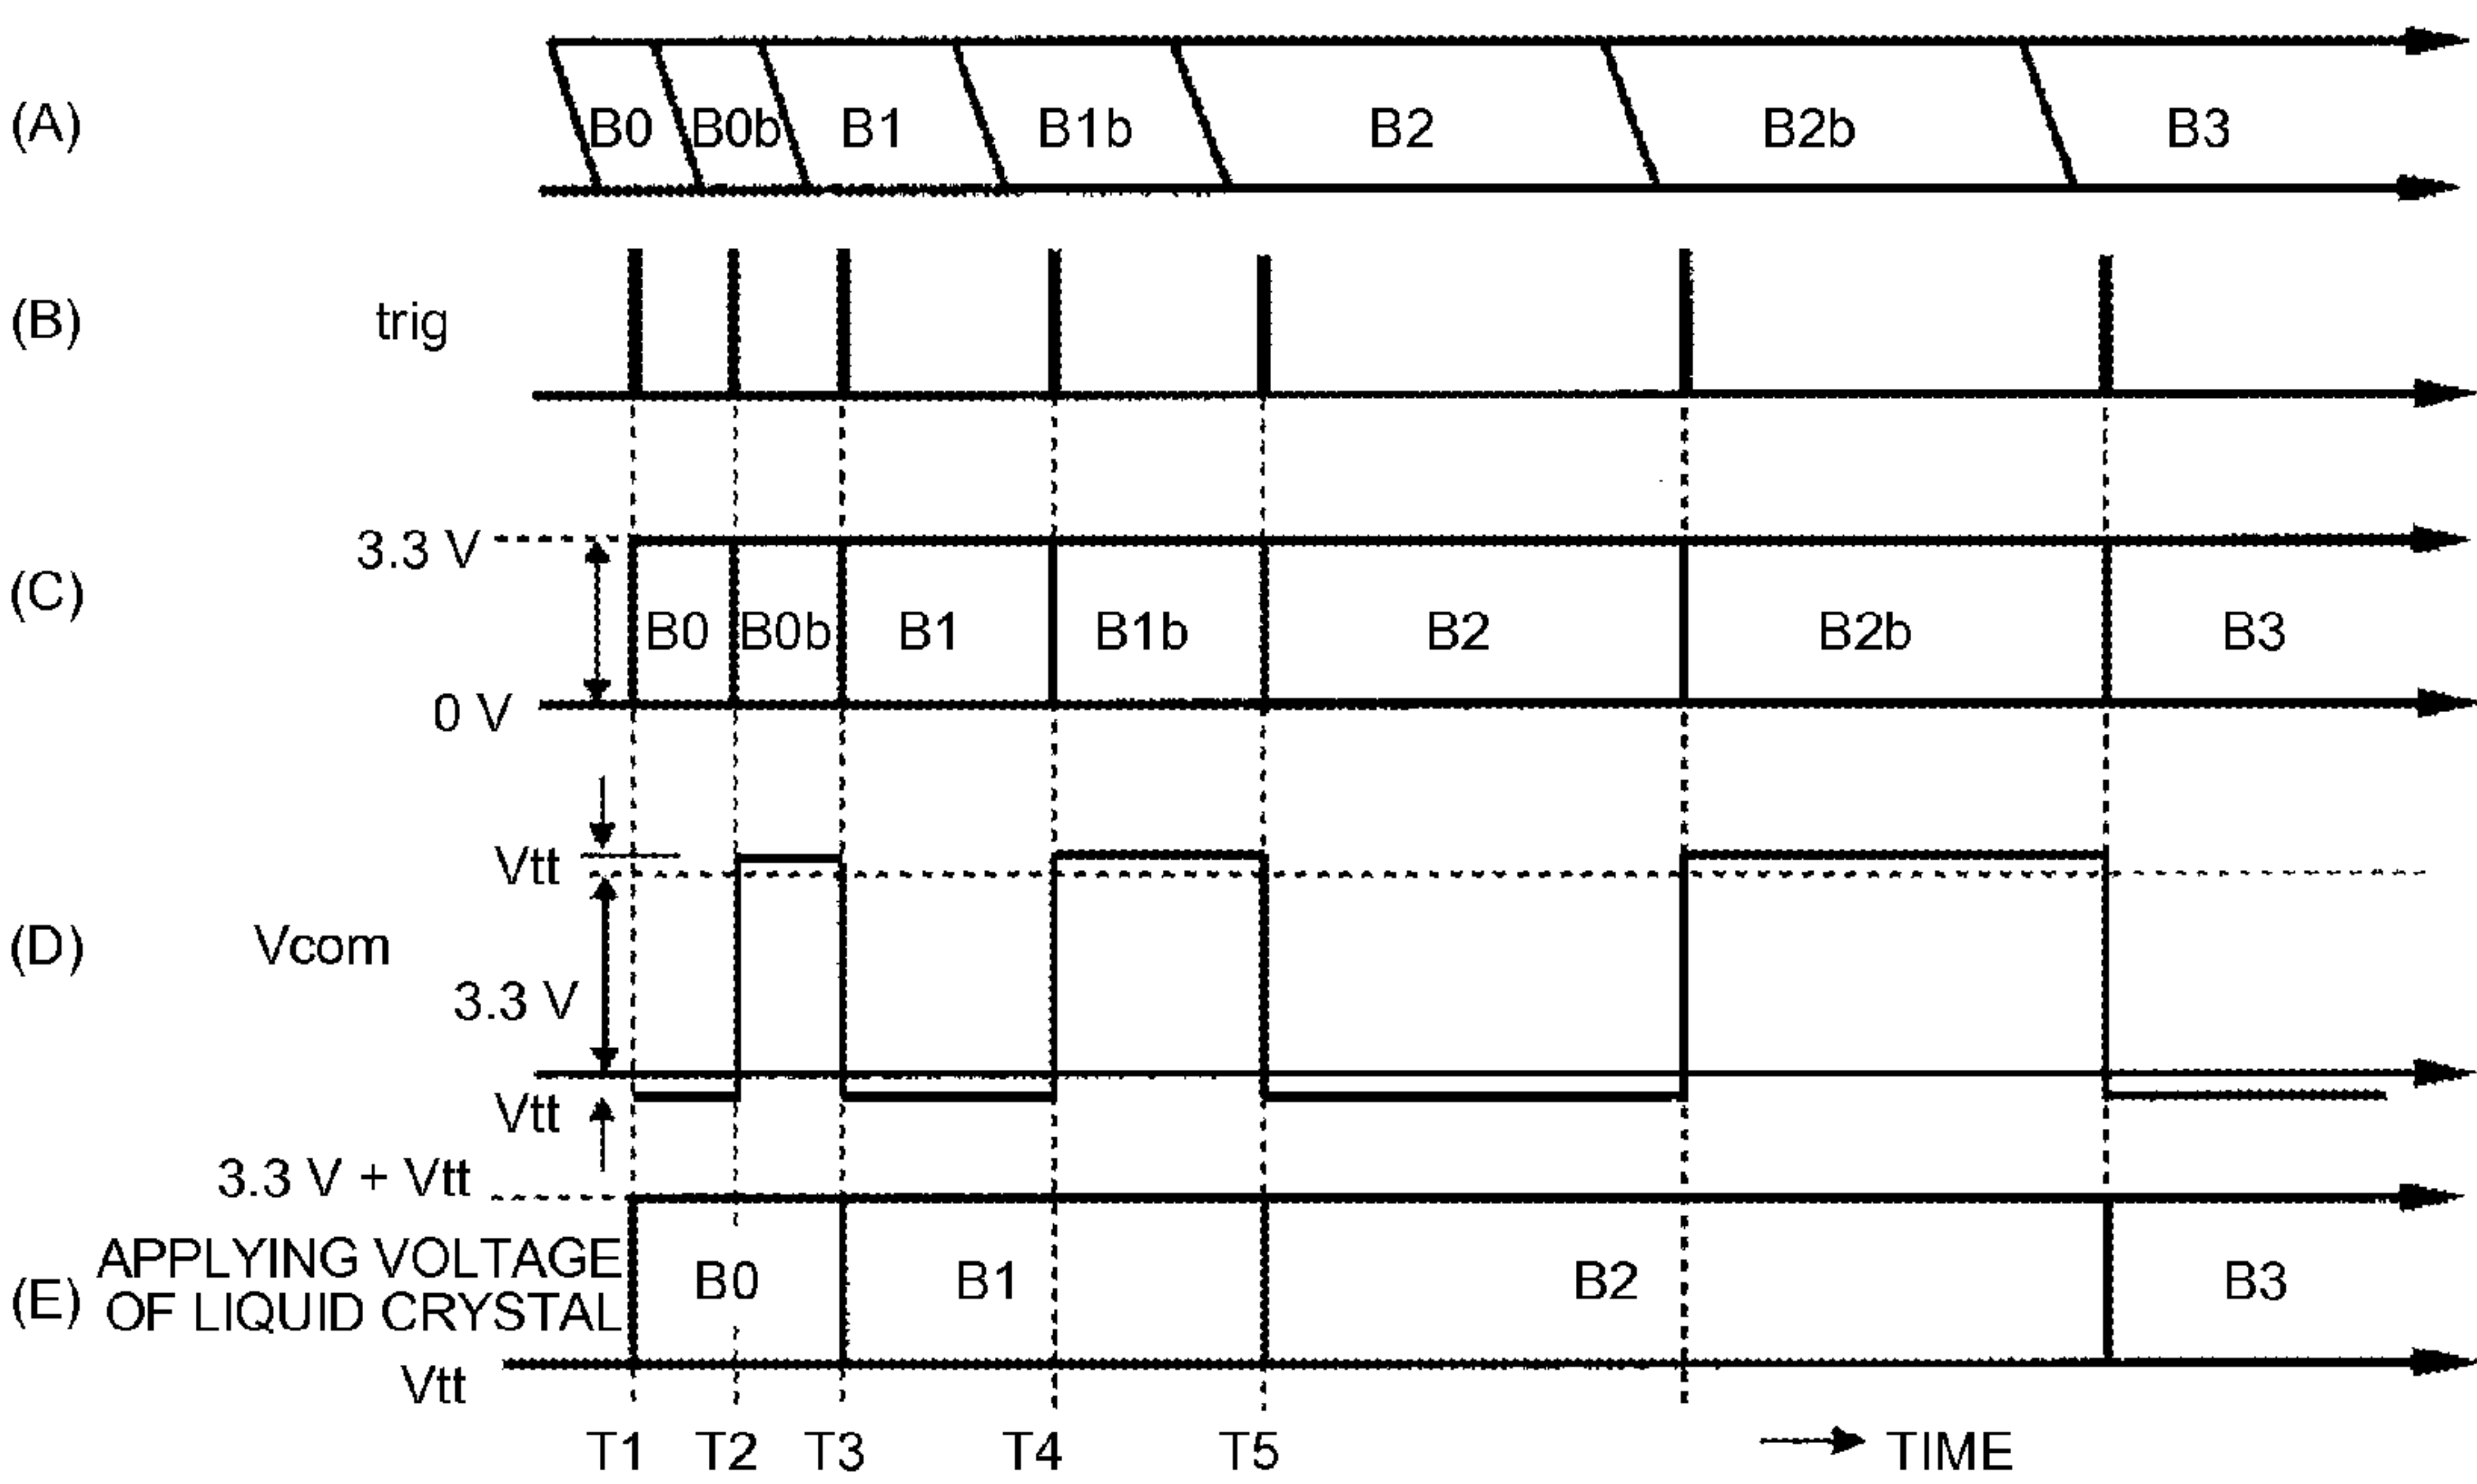 (A) B0 B0b B1 B1b B2 B2b B3
(B) trig
3.3 V
(C) B0 B0b B1 B1b B2 B2b B3
0 V
Vtt
(D) Vcom
3.3 V
Vtt
3.3 V + Vtt
(E) APPLYING VOLTAGE
OF LIQUID CRYSTAL
B0 B1 B2 B3
Vtt
T1 T2 T3 T4 T5 TIME